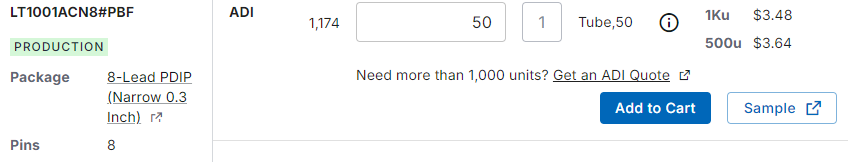 LT1001ACN8#PBF
PRODUCTION
Package
8-Lead PDIP
(Narrow 0.3
Inch)
Pins
8
ADI
1,174
50
1
Tube,50
1Ku $3.48
500u $3.64
Need more than 1,000 units? Get an ADI Quote
Add to Cart
Sample